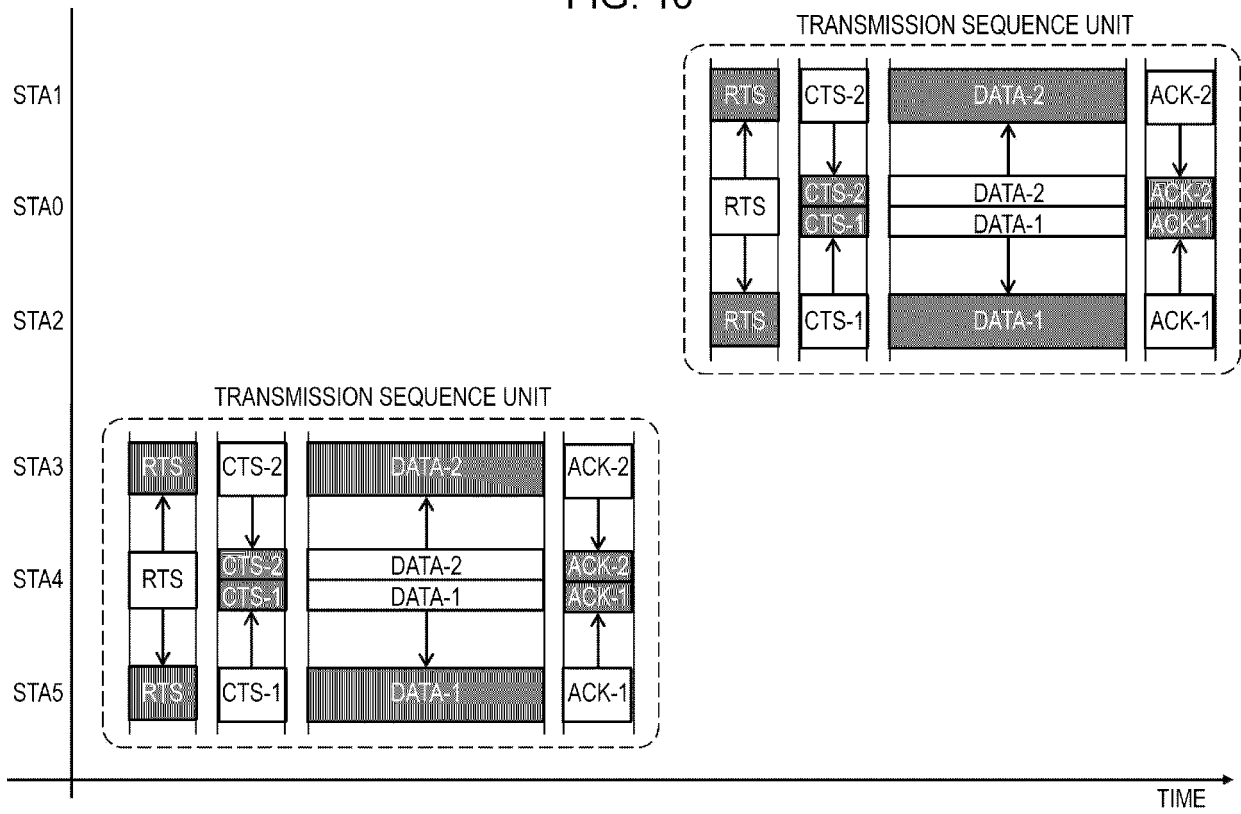 FIG. 10
TRANSMISSION SEQUENCE UNIT
STA1
RTS
CTS-2
DATA-2
ACK-2
STA0
RTS
CTS-2
CTS-1
DATA-2
DATA-1
ACK-2
ACK-1
STA2
RTS
CTS-1
DATA-1
ACK-1
TRANSMISSION SEQUENCE UNIT
STA3
RTS
CTS-2
DATA-2
ACK-2
STA4
RTS
CTS-2
CTS-1
DATA-2
DATA-1
ACK-2
ACK-1
STA5
RTS
CTS-1
DATA-1
ACK-1
TIME